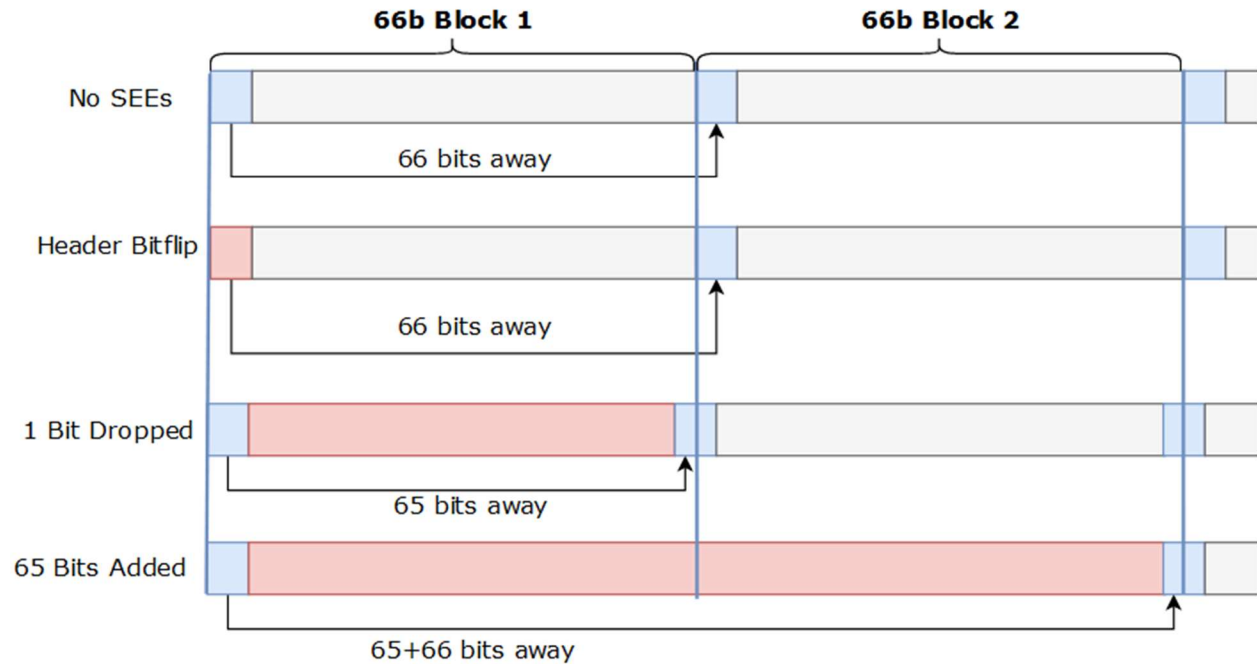 66b Block 1
66b Block 2
No SEEs
66 bits away
Header Bitflip
66 bits away
1 Bit Dropped
65 bits away
65 Bits Added
65+66 bits away